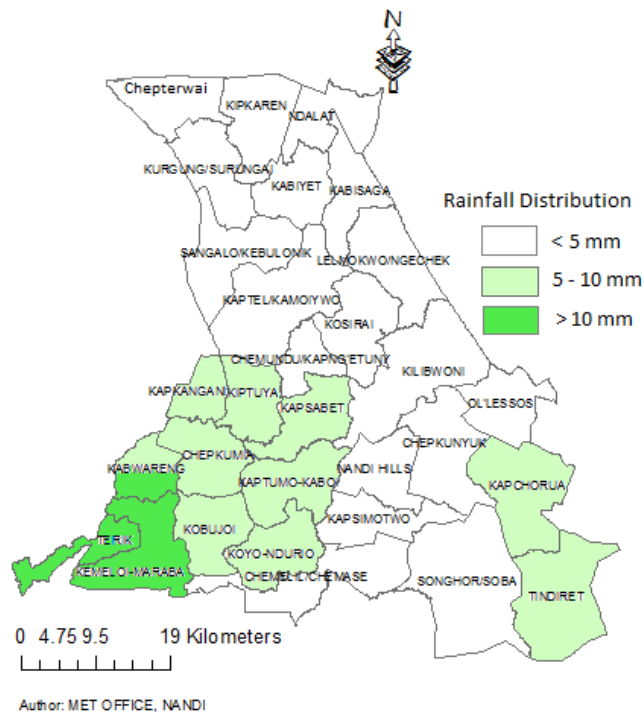 N
Chepterwai
KIPKAREN
NDALAT
KURGUNG/SURUNGAI
KABIYET
KABISAGA
Rainfall Distribution
< 5 mm
5 - 10 mm
> 10 mm
SANGALO/KEBULONIK
LELMOKWO/NGECHEK
KAPTEL/KAMOIYWO
KOSIRAI
CHEMUNDU/KAPNG'ETUNY
KILIBWONI
KAPKANGANI
KIPTUYA
KAPSABET
OL'LESSOS
CHEPKUNYUK
CHEPKUMIA
KABWARENG
NANDI HILLS
KAPTUMO-KABOI
KAPCHORUA
KAPSIMOTWO
KOBUJOI
TERIK
KOYO-NDURIO
KEMELOI-MARABA
CHEMELIL/CHEMASE
SONGHOR/SOBA
TINDIRET
0 4.75 9.5 19 Kilometers
Author: MET OFFICE, NANDI